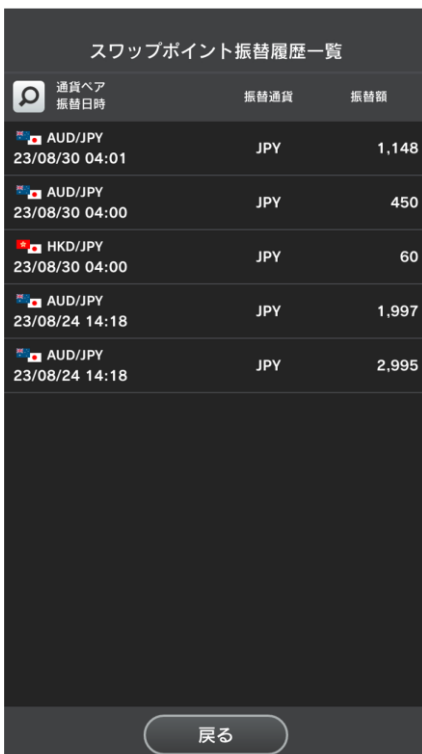 スワップポイント振替履歴一覧
通貨ペア
振替日時 振替通貨 振替額
AUD/JPY
23/08/30 04:01 JPY 1,148
AUD/JPY
23/08/30 04:00 JPY 450
HKD/JPY
23/08/30 04:00 JPY 60
AUD/JPY
23/08/24 14:18 JPY 1,997
AUD/JPY
23/08/24 14:18 JPY 2,995
戻る